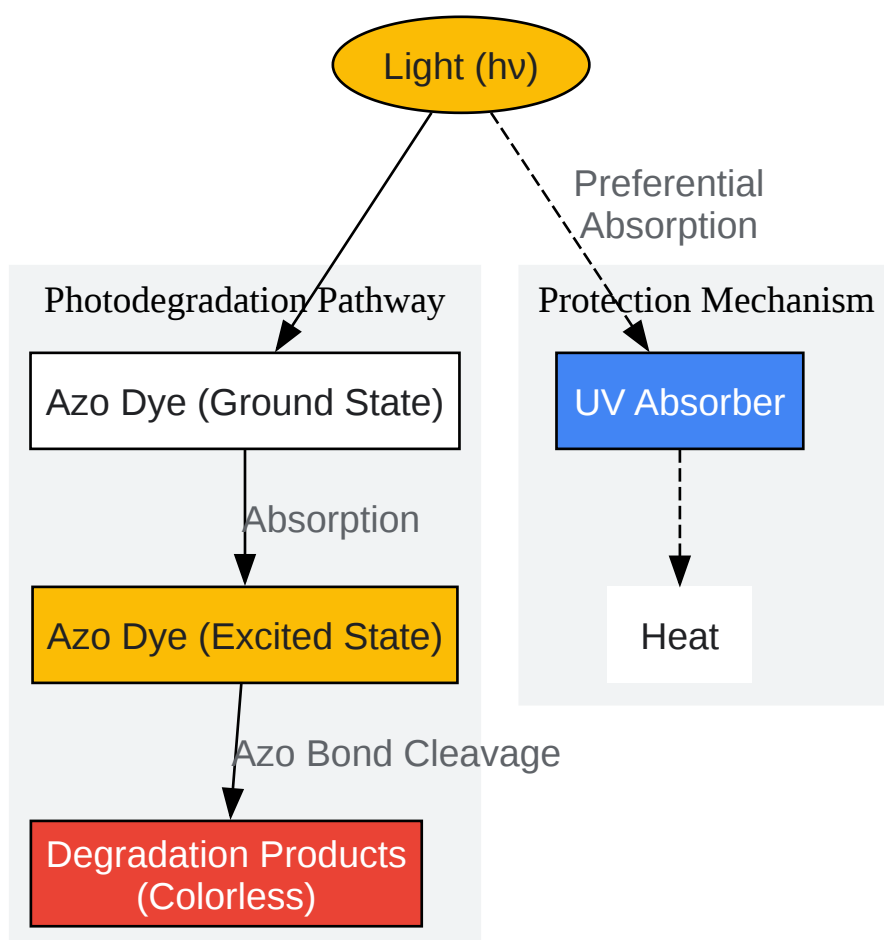 Light (hν)
Preferential
Absorption
Photodegradation Pathway
Protection Mechanism
Azo Dye (Ground State)
UV Absorber
Absorption
Azo Dye (Excited State)
Heat
Azo Bond Cleavage
Degradation Products
(Colorless)